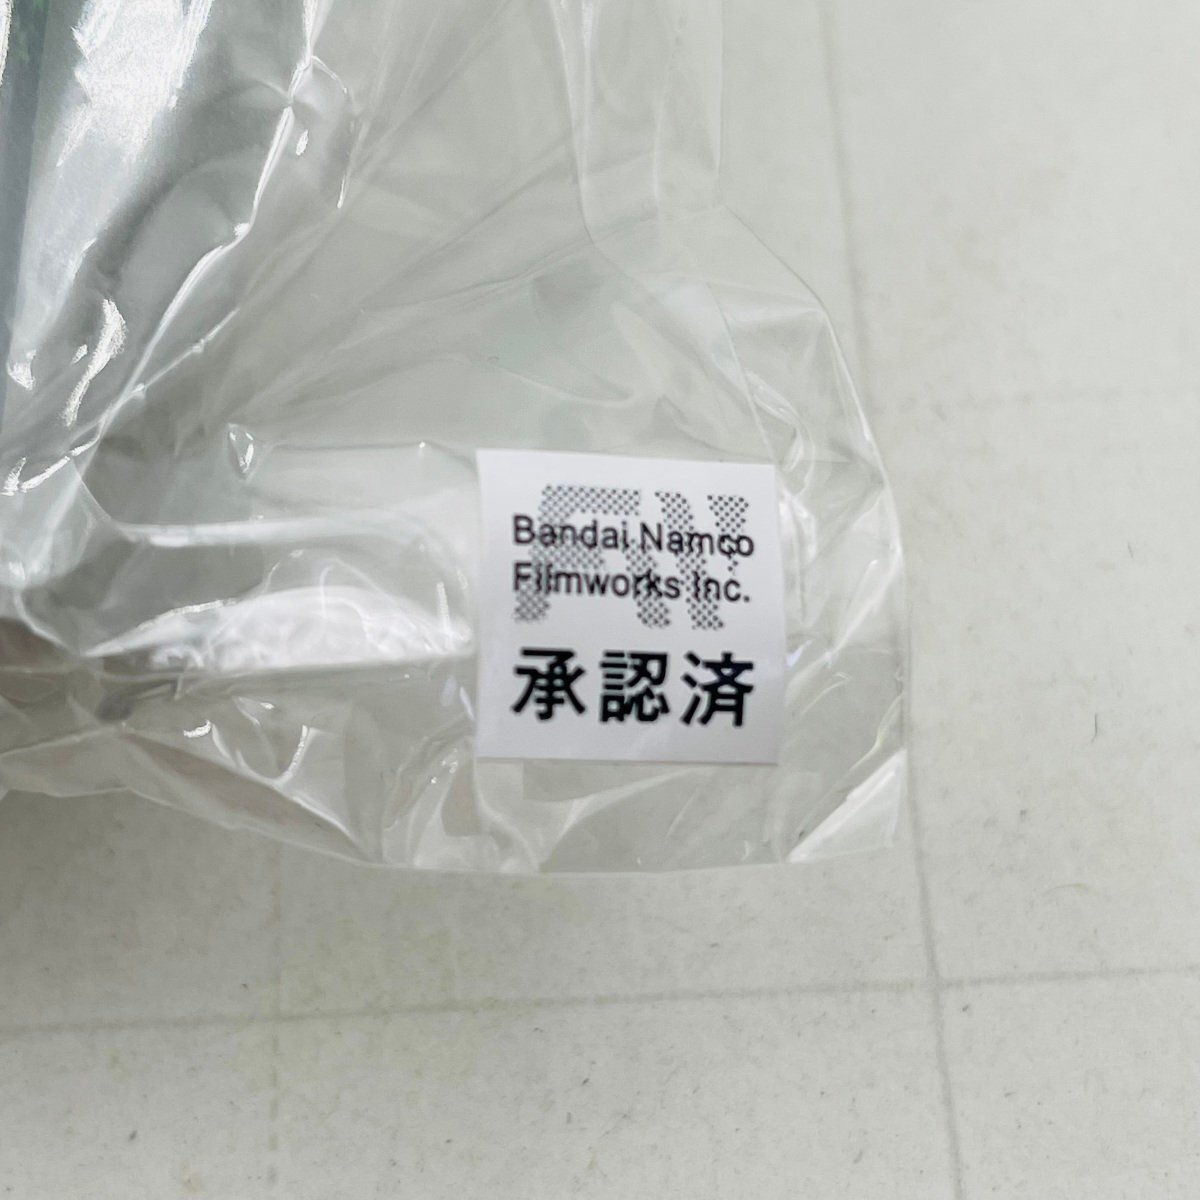 Bandai Namco
Filmworks Inc.
承認済